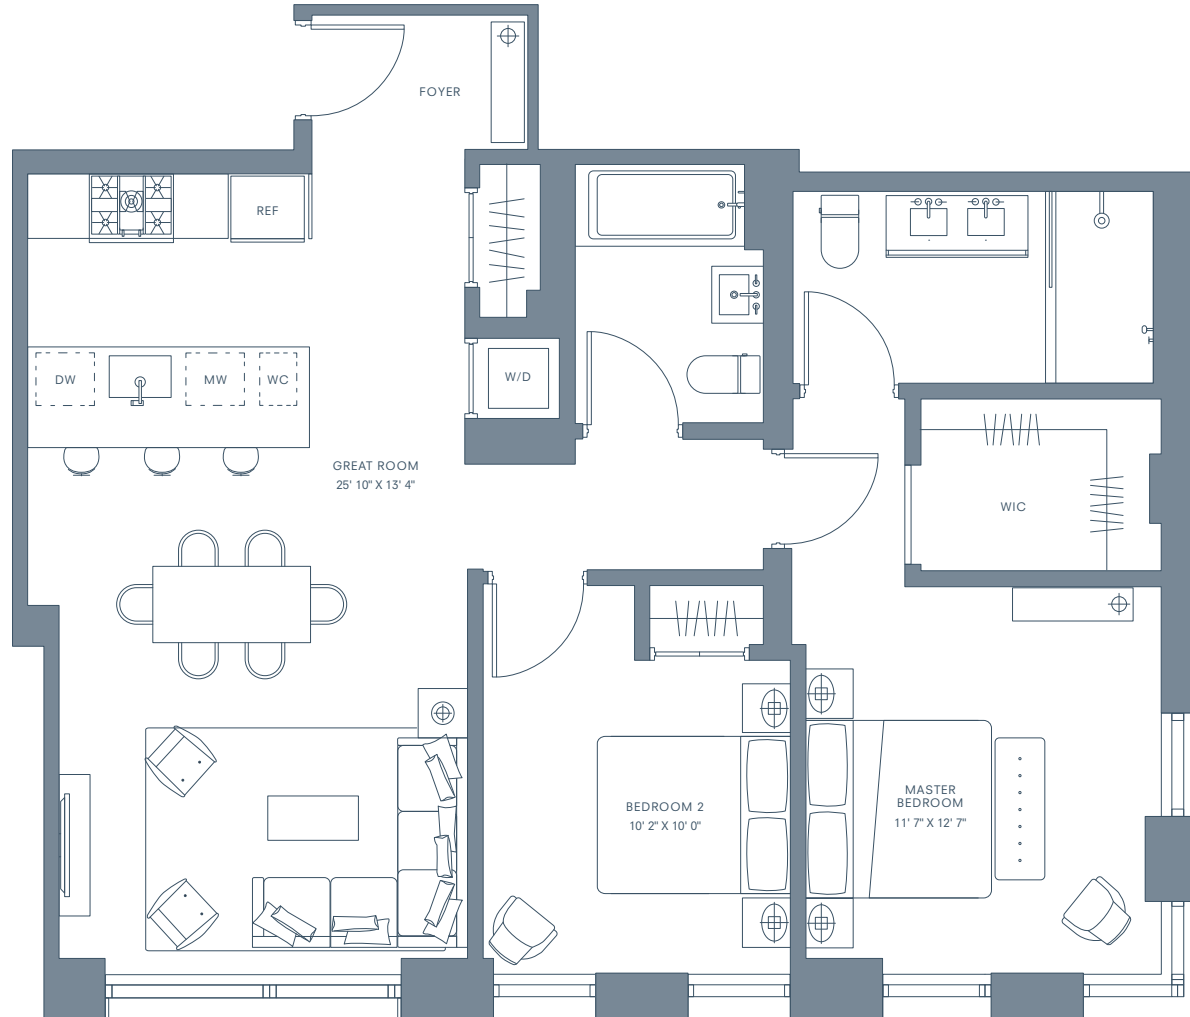 FOYER
REF
W/D
DW
MW
WC
GREAT ROOM
25' 10" X 13' 4"
WIC
BEDROOM 2
10' 2" X 10' 0"
MASTER
BEDROOM
11' 7" X 12' 7"